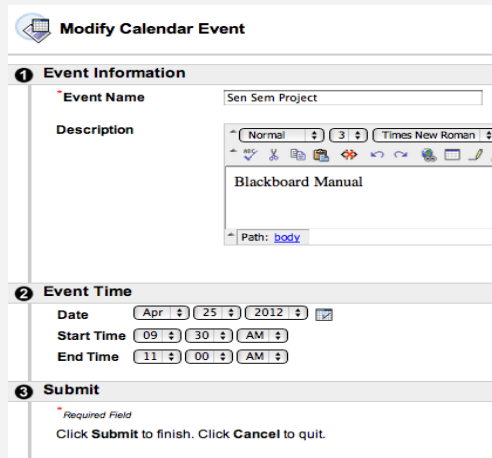 Modify Calendar Event
1 Event Information
*Event Name Sen Sem Project
Description Normal 3 Times New Roman
ABC
Blackboard Manual
Path: body
2 Event Time
Date Apr 25 2012
Start Time 09 30 AM
End Time 11 00 AM
3 Submit
*Required Field
Click Submit to finish. Click Cancel to quit.